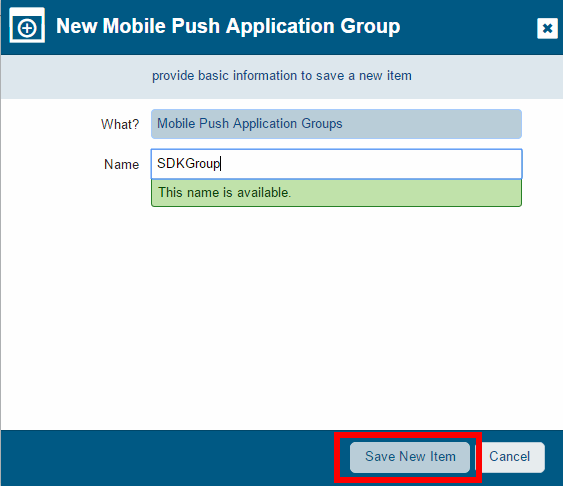 New Mobile Push Application Group
provide basic information to save a new item
What? Mobile Push Application Groups
Name SDKGroup
This name is available.
Save New Item Cancel